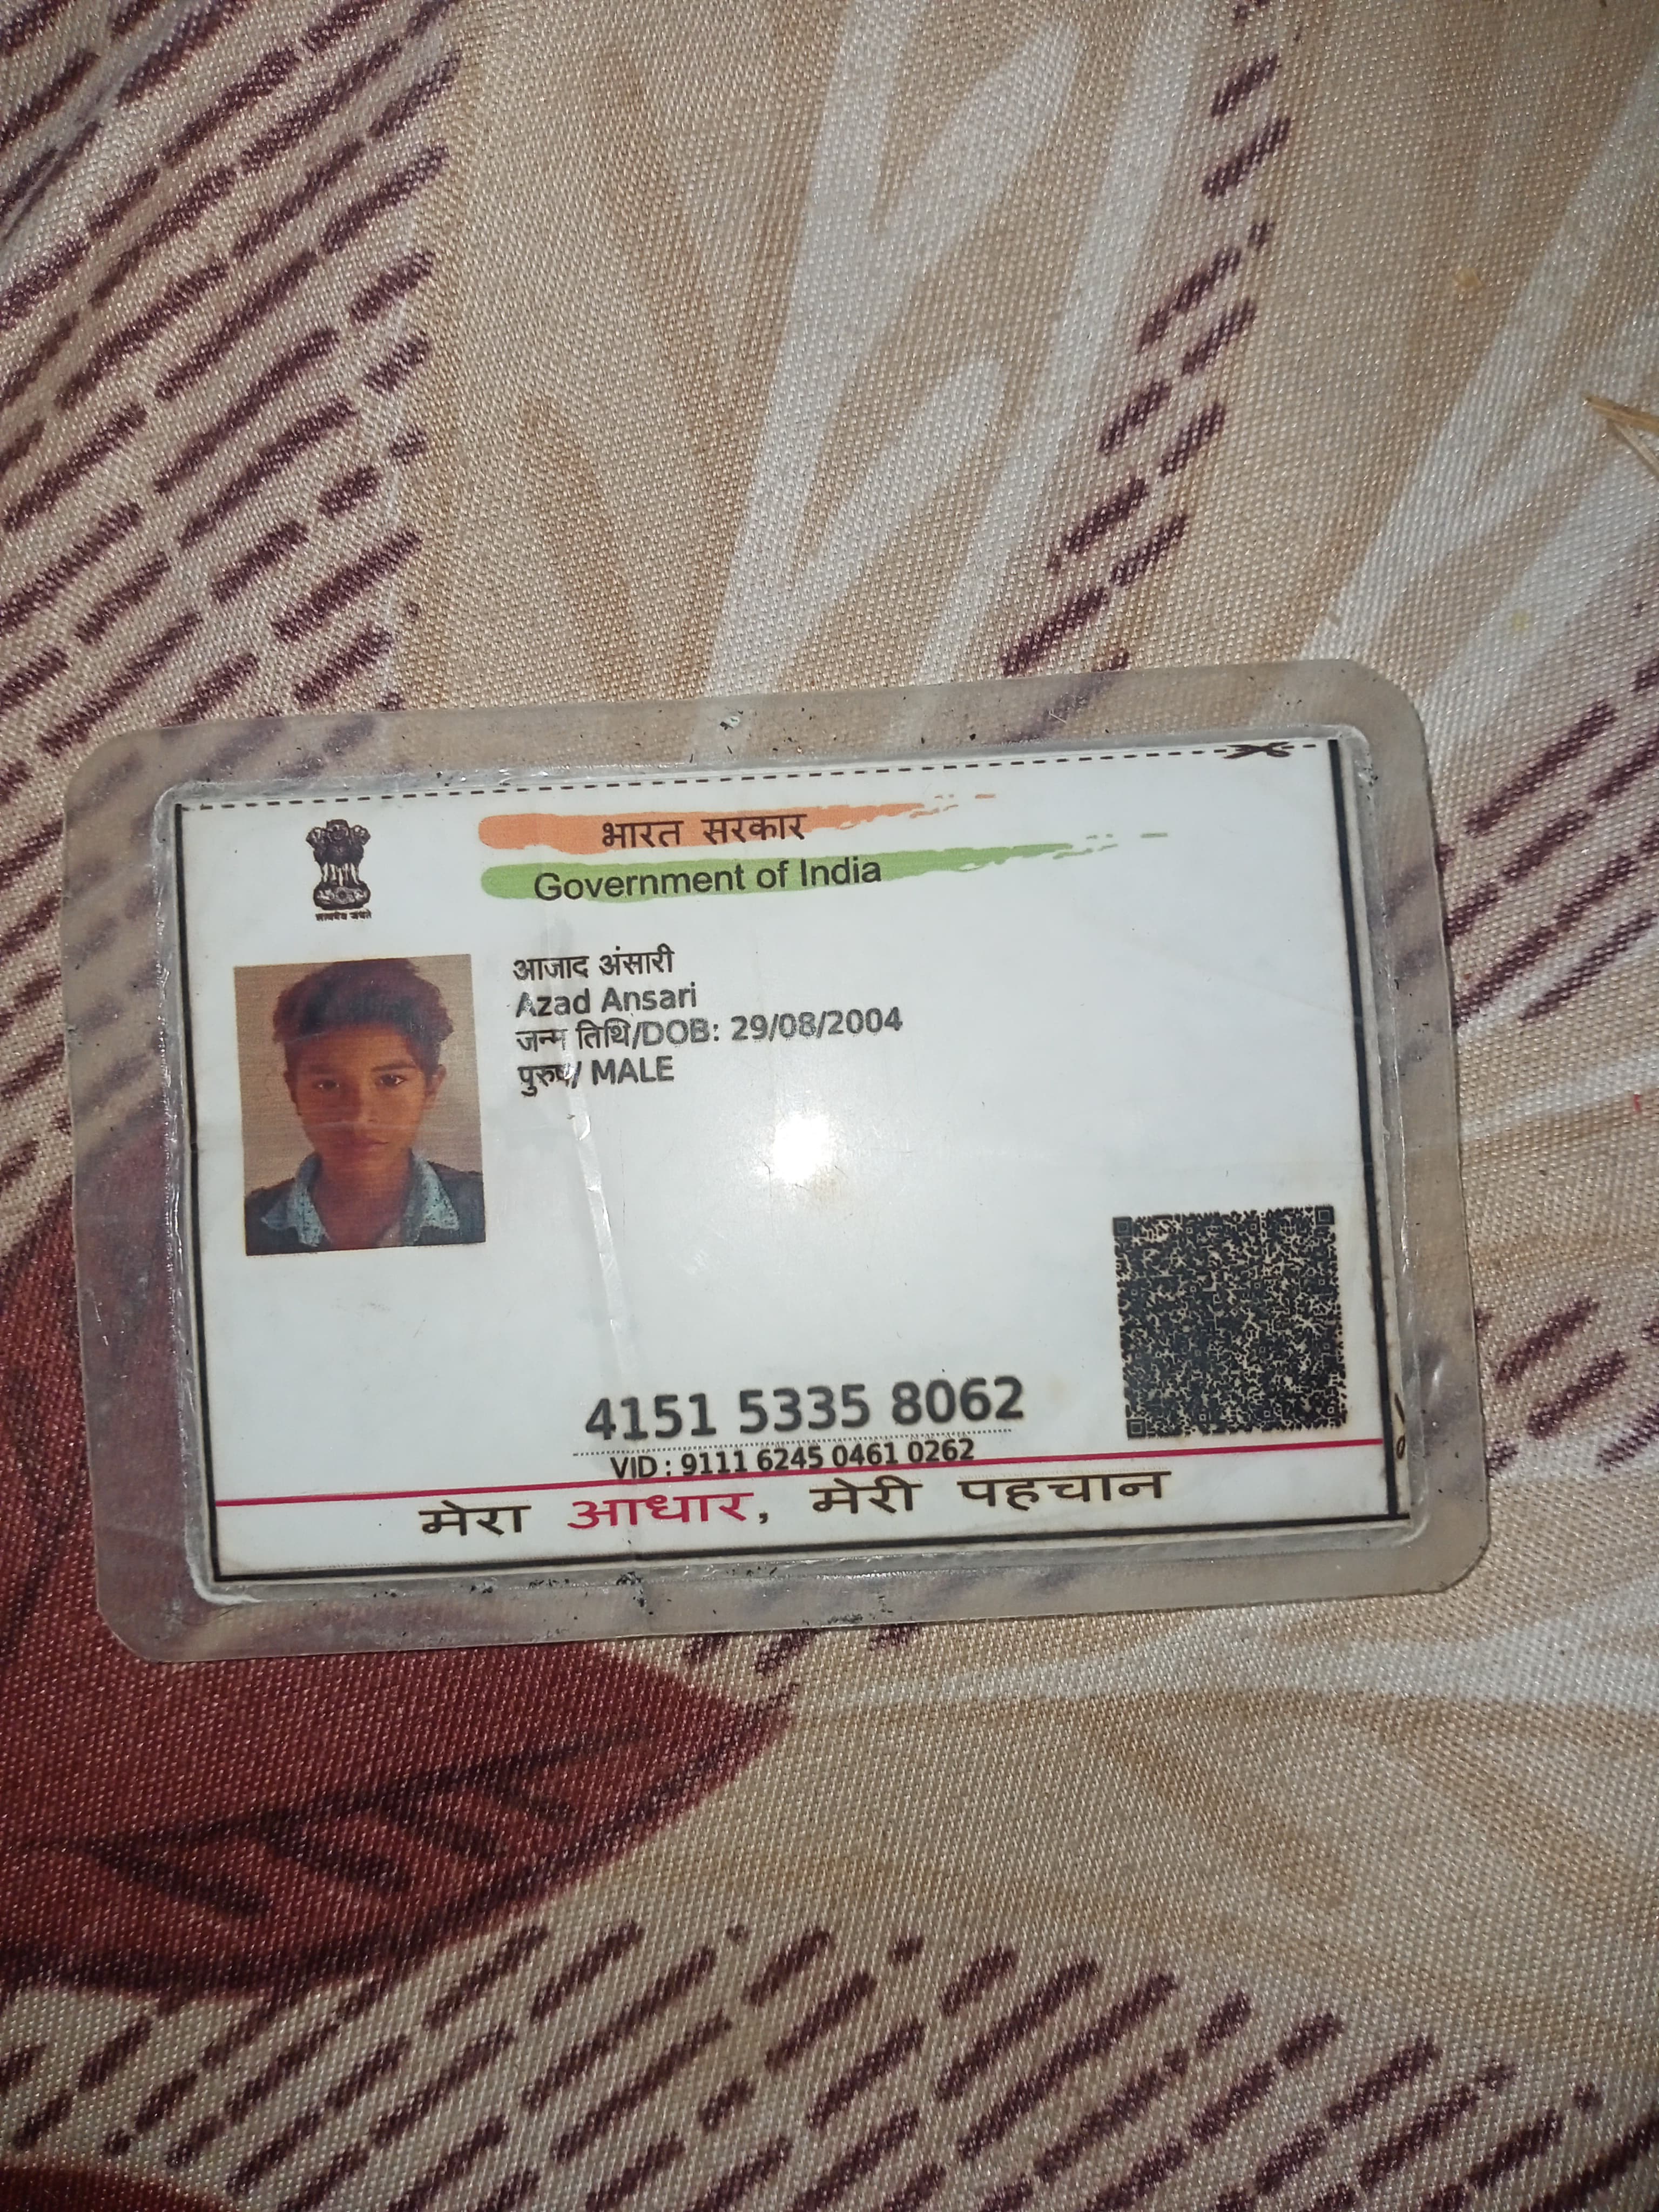 भारत सरकार
Government of India
सत्यमेव जयते
आजाद अंसारी
Azad Ansari
जन्म तिथि/DOB: 29/08/2004
पुरुष/ MALE
4151 5335 8062
VID : 9111 6245 0461 0262
मेरा आधार, मेरी पहचान